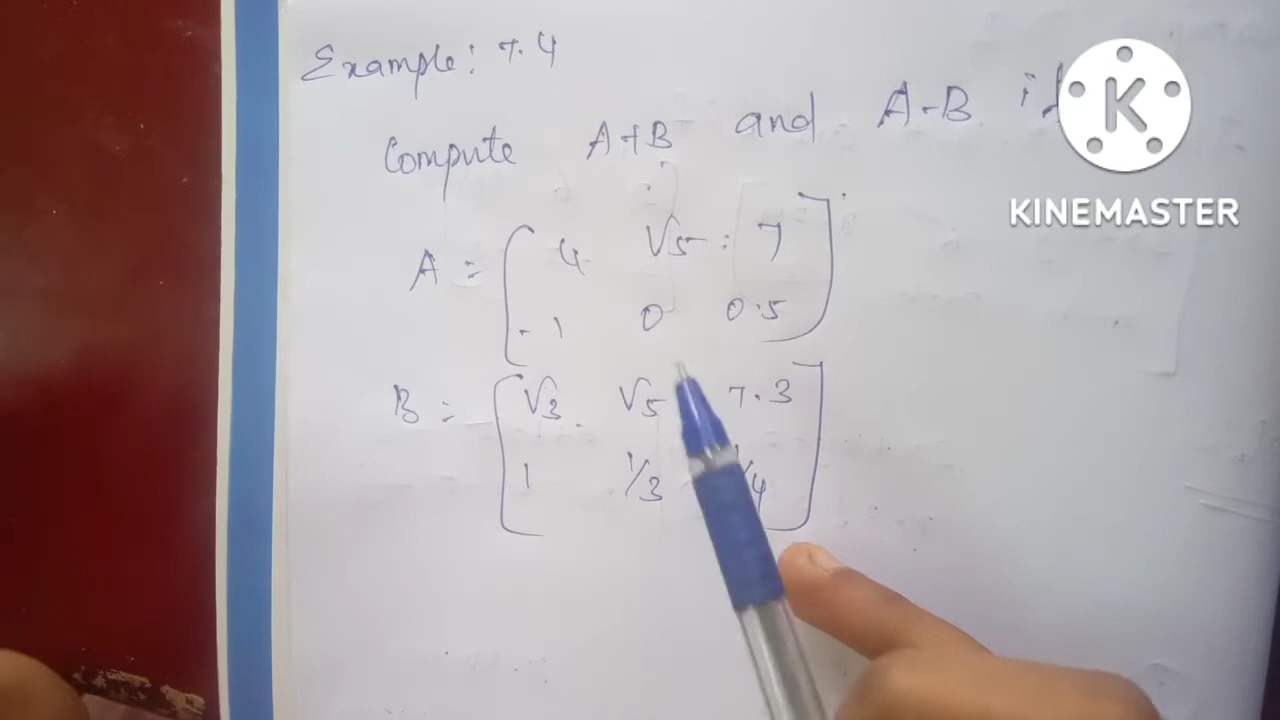 Example: 7.4
Compute A+B and A-B if
KINEMASTER
A = [ 4 √5 7
-1 0 0.5 ]
B = [ √3 √5 7.3
1 1/3 1/4 ]